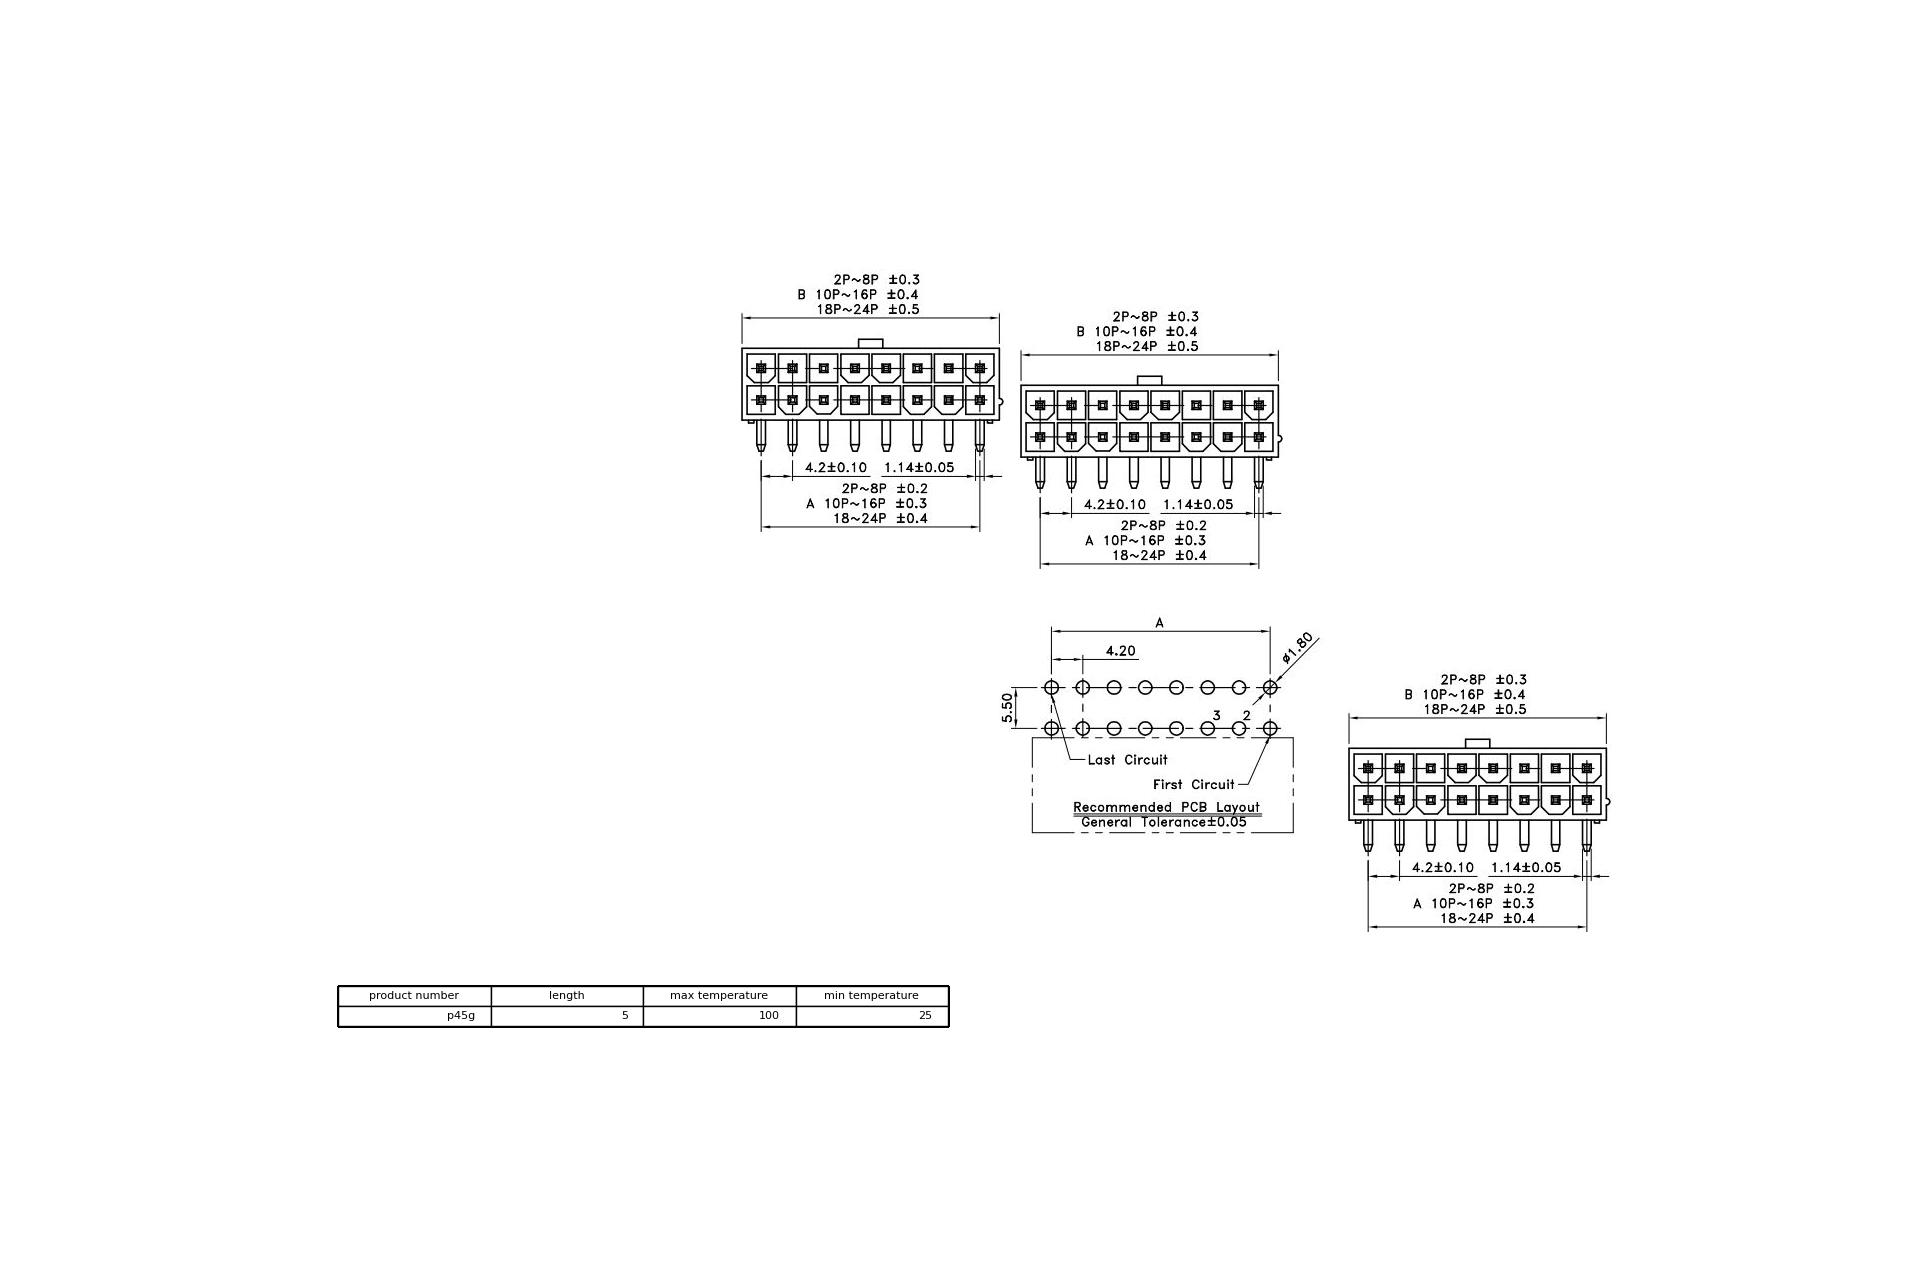 2P~8P ±0.3
B 10P~16P ±0.4
18P~24P ±0.5
4.2±0.10 1.14±0.05
2P~8P ±0.2
A 10P~16P ±0.3
18~24P ±0.4
2P~8P ±0.3
B 10P~16P ±0.4
18P~24P ±0.5
4.2±0.10 1.14±0.05
2P~8P ±0.2
A 10P~16P ±0.3
18~24P ±0.4
A
4.20
ø1.80
5.50
3 2
Last Circuit
First Circuit
Recommended PCB Layout
General Tolerance±0.05
2P~8P ±0.3
B 10P~16P ±0.4
18P~24P ±0.5
4.2±0.10 1.14±0.05
2P~8P ±0.2
A 10P~16P ±0.3
18~24P ±0.4
product number length max temperature min temperature
p45g 5 100 25